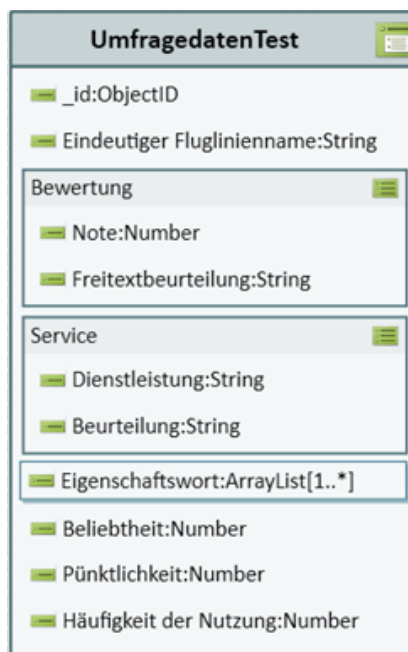 UmfragedatenTest
_id:ObjectID
Eindeutiger Fluglinienname:String
Bewertung
Note:Number
Freitextbeurteilung:String
Service
Dienstleistung:String
Beurteilung:String
Eigenschaftswort:ArrayList[1..*]
Beliebtheit:Number
Pünktlichkeit:Number
Häufigkeit der Nutzung:Number